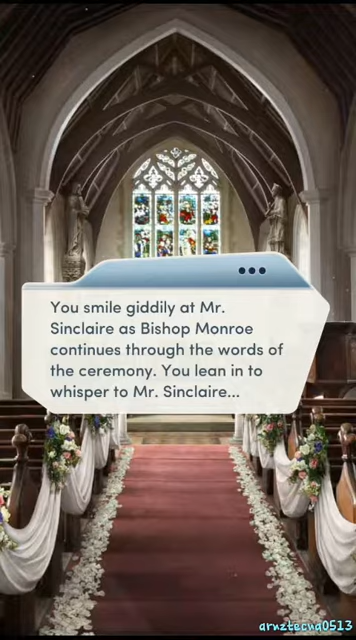 You smile giddily at Mr.
Sinclaire as Bishop Monroe
continues through the words of
the ceremony. You lean in to
whisper to Mr. Sinclaire...
arnztecna0513